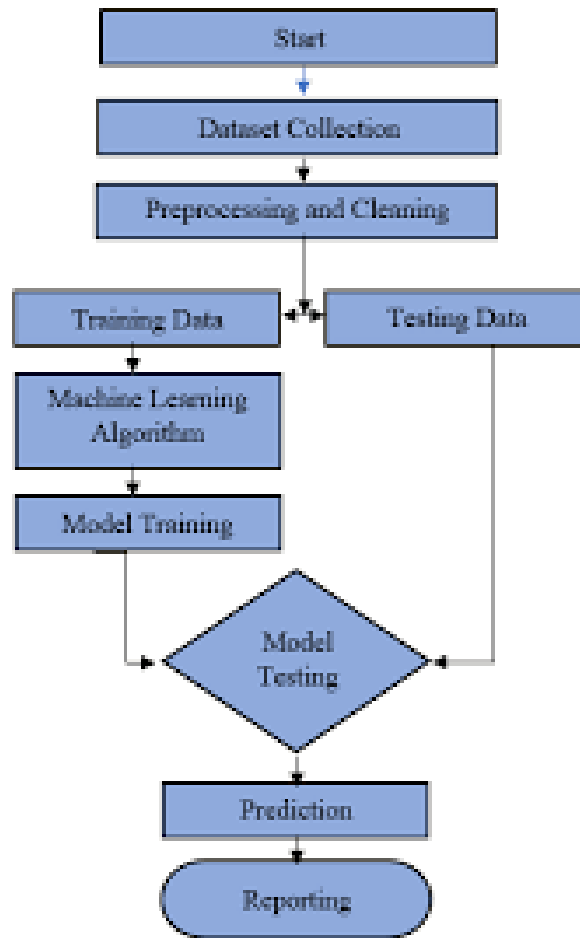 Start
Dataset Collection
Preprocessing and Cleaning
Training Data
Testing Data
Machine Learning
Algorithm
Model Training
Model
Testing
Prediction
Reporting